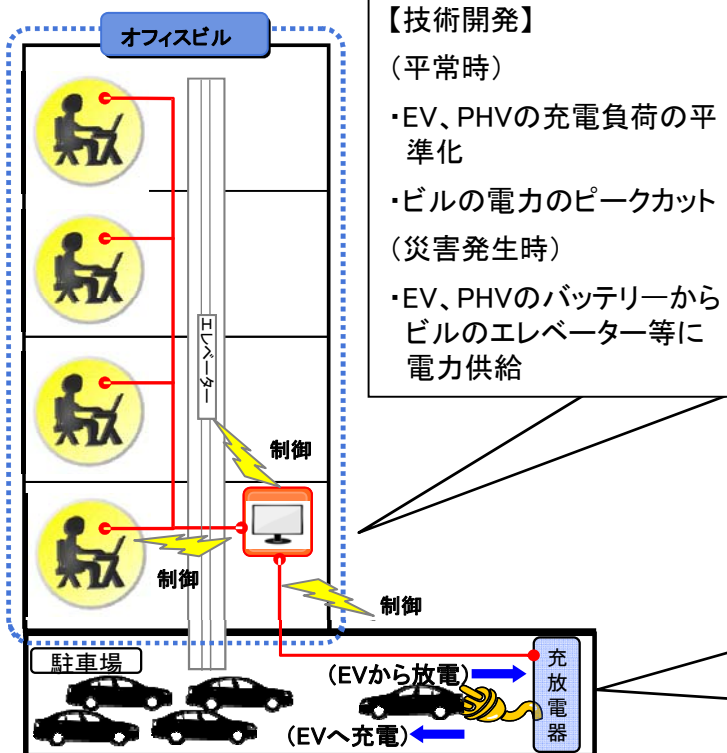 オフィスビル
【技術開発】
(平常時)
・EV、PHVの充電負荷の平
準化
・ビルの電力のピークカット
(災害発生時)
・EV、PHVのバッテリーから
ビルのエレベーター等に
電力供給
エレベーター
制御
制御
制御
駐車場
(EVから放電)
(EVへ充電)
充放電器